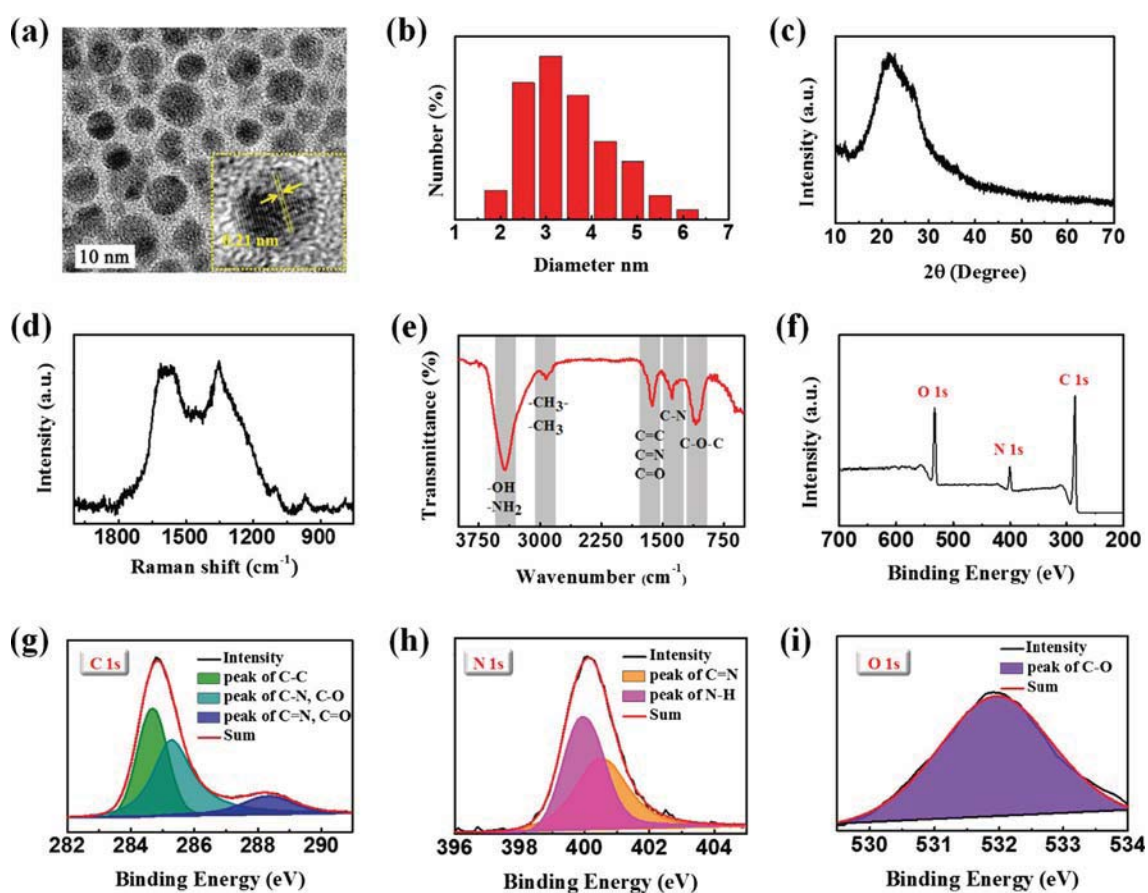 (a)
10 nm
0.21 nm
(b)
Number (%)
1 2 3 4 5 6 7
Diameter nm
(c)
Intensity (a.u.)
10 20 30 40 50 60 70
2θ (Degree)
(d)
Intensity (a.u.)
1800 1500 1200 900
Raman shift (cm⁻¹)
(e)
Transmittance (%)
-OH
-NH₂
-CH₃-
-CH₃
C=C
C=N
C=O
C-N
C-O-C
3750 3000 2250 1500 750
Wavenumber (cm⁻¹)
(f)
Intensity (a.u.)
O 1s
N 1s
C 1s
700 600 500 400 300 200
Binding Energy (eV)
(g)
C 1s
Intensity
peak of C-C
peak of C-N, C-O
peak of C=N, C=O
Sum
282 284 286 288 290
Binding Energy (eV)
(h)
N 1s
Intensity
peak of C=N
peak of N-H
Sum
396 398 400 402 404
Binding Energy (eV)
(i)
O 1s
Intensity
peak of C-O
Sum
530 531 532 533 534
Binding Energy (eV)